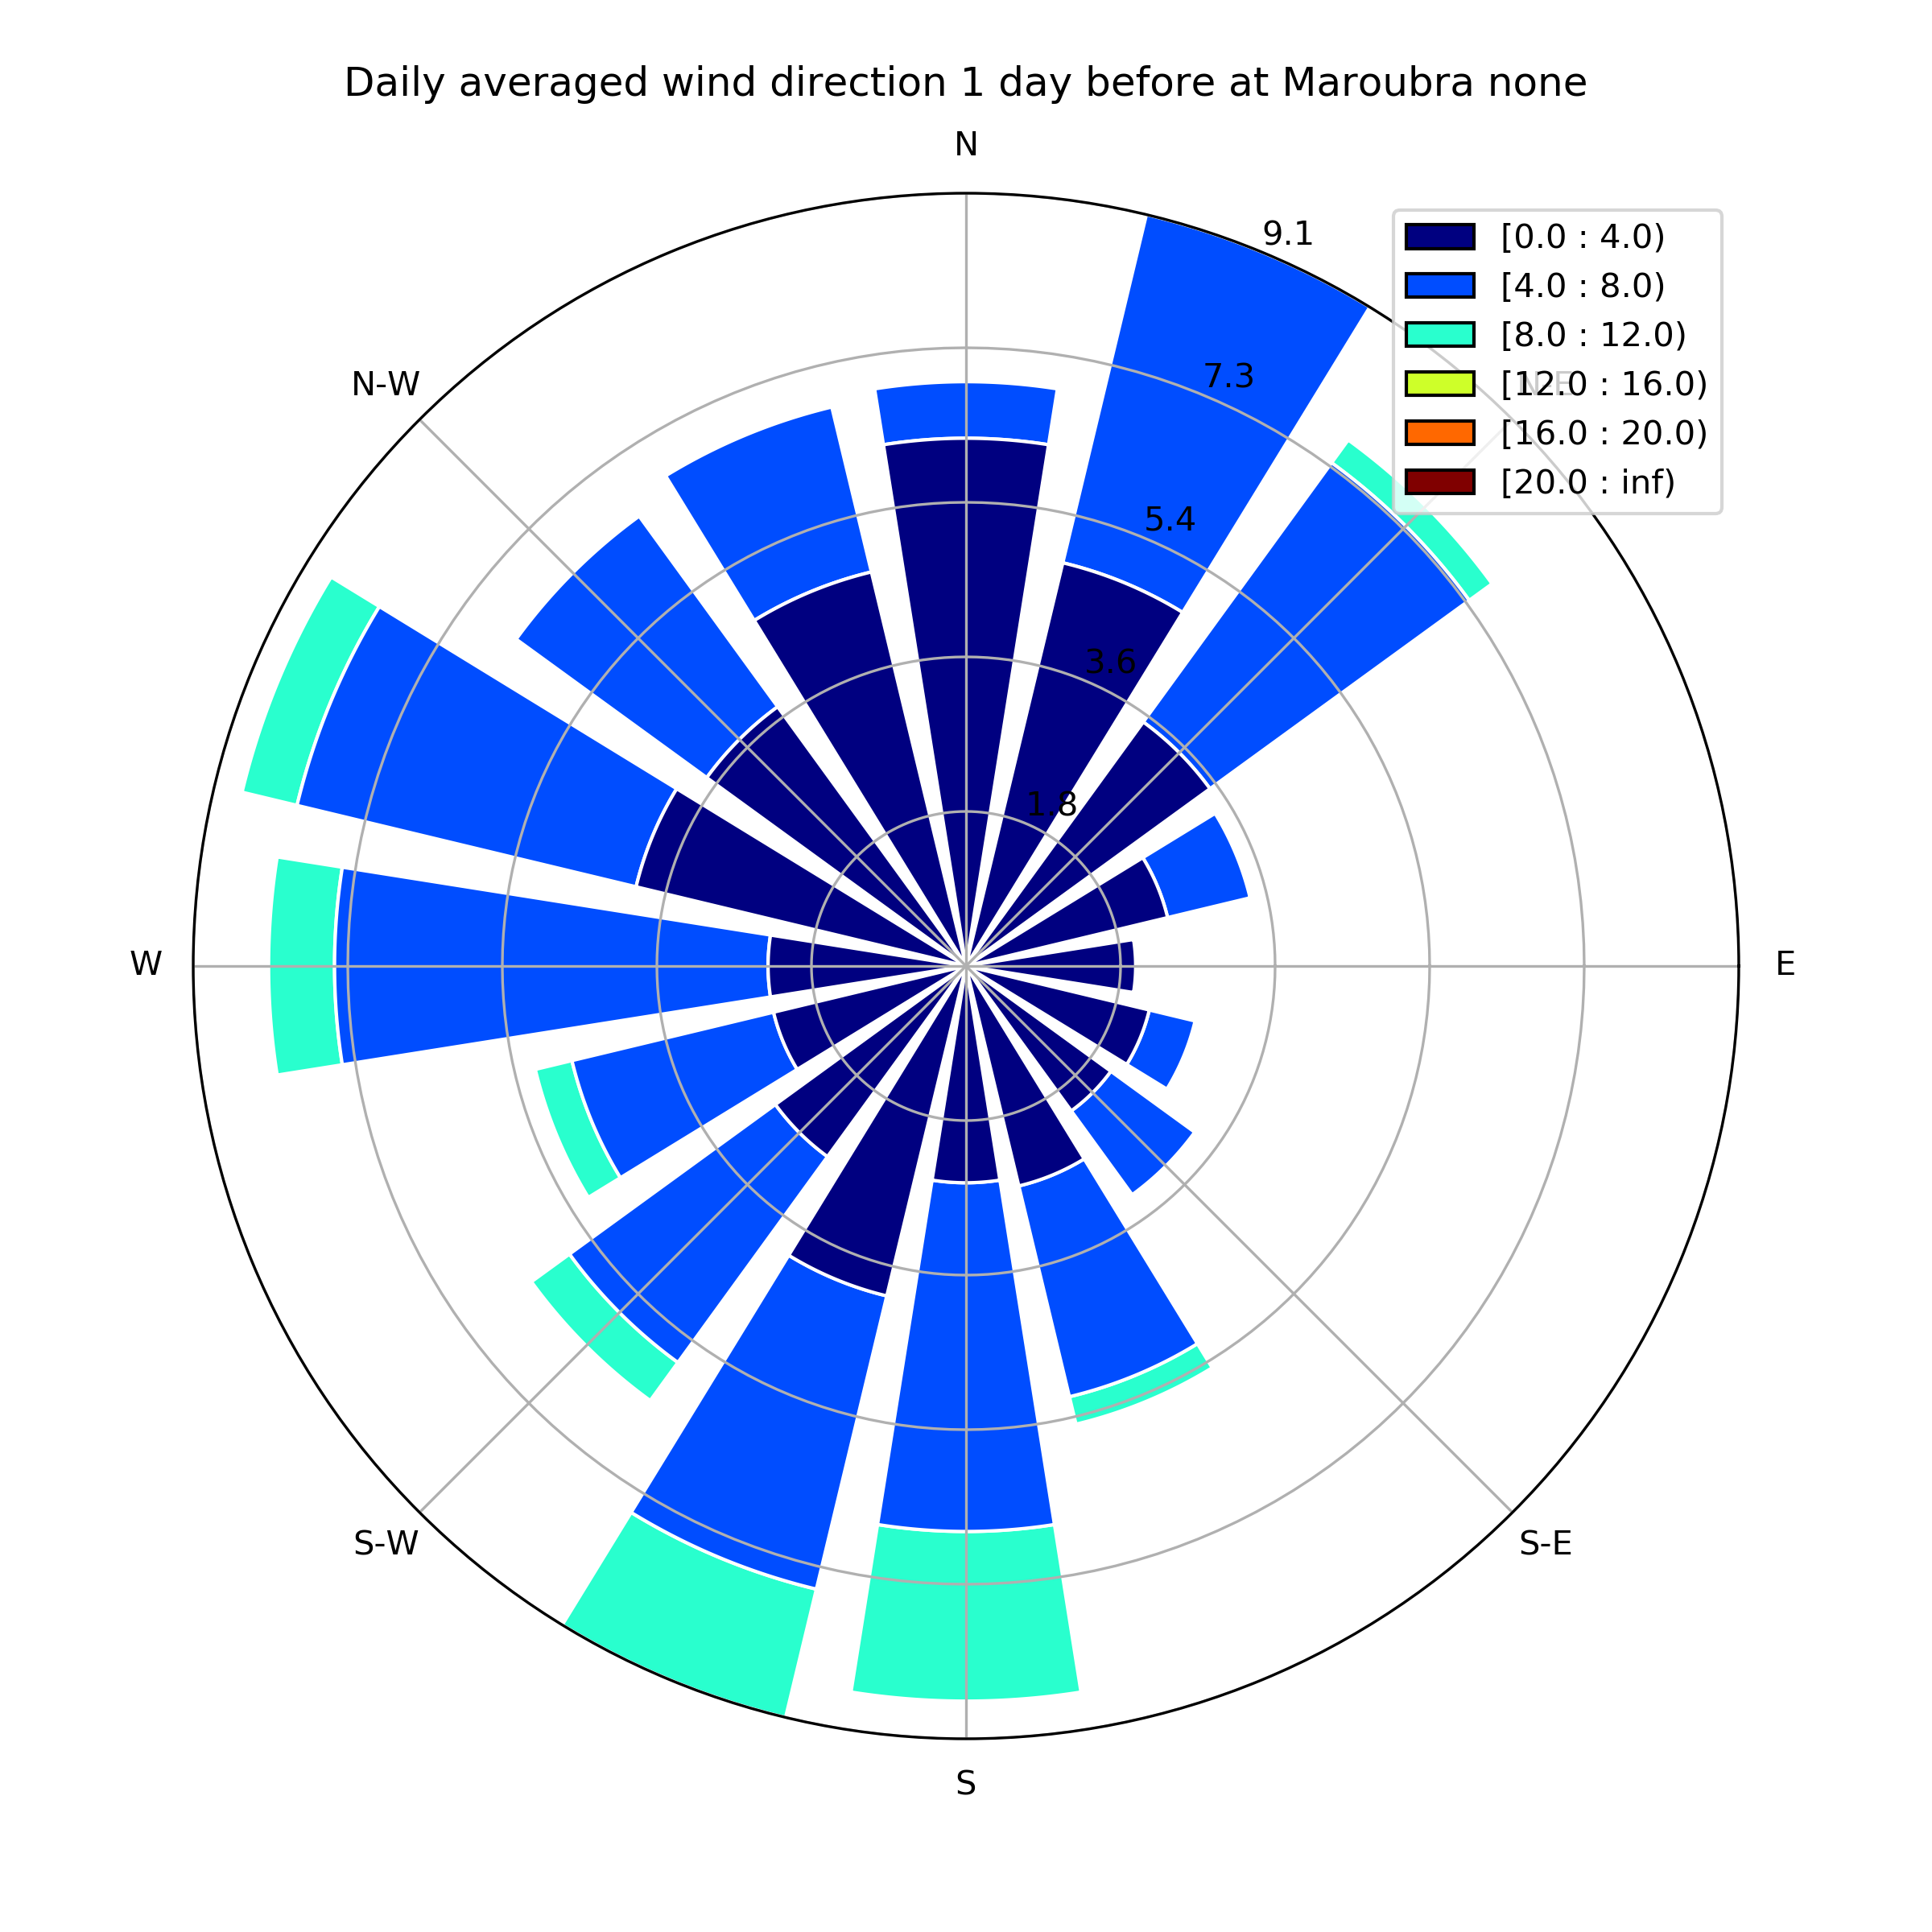 Daily averaged wind direction 1 day before at Maroubra none
N
9.1
[0.0 : 4.0)
[4.0 : 8.0)
[8.0 : 12.0)
[12.0 : 16.0)
[16.0 : 20.0)
[20.0 : inf)
N-W
7.3
5.4
3.6
1.8
W
E
S-W
S-E
S